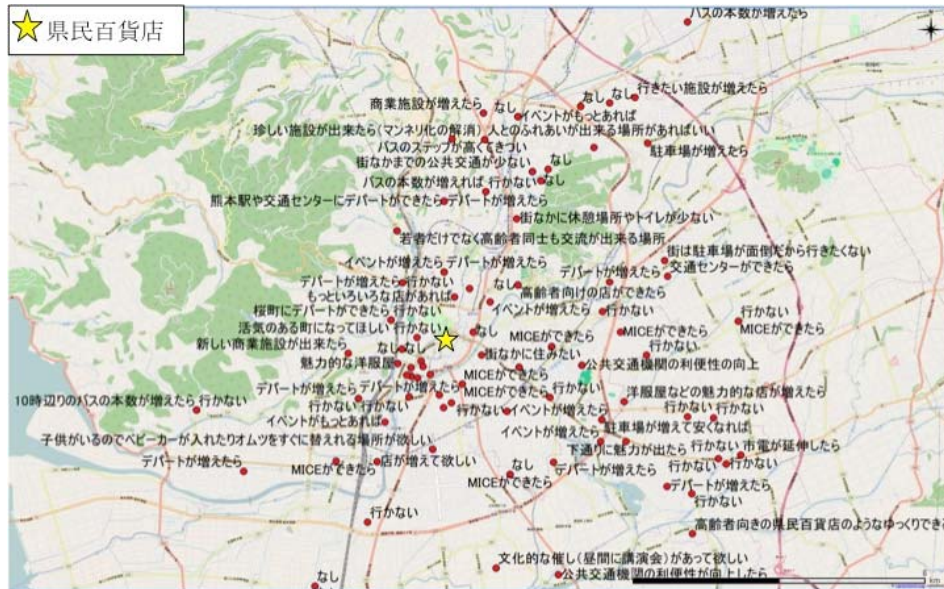 県民百貨店
バスの本数が増えたら
行きたい施設が増えたら
なし
なし
商業施設が増えたら
なし
イベントがもっとあれば
珍しい施設が出来たら(マンネリ化の解消)
人とのふれあいが出来る場所があればいい
バスのステップが高くてきつい
駐車場が増えたら
街なかまでの公共交通が少ない
なし
バスの本数が増えれば
行かない
なし
熊本駅や交通センターにデパートができたら
デパートが増えたら
街なかに休憩場所やトイレが少ない
若者だけでなく高齢者同士も交流が出来る場所
街は駐車場が面倒だから行きたくない
イベントが増えたら
デパートが増えたら
デパートが増えたら
交通センターができたら
デパートが増えたら
行かない
なし
高齢者向けの店ができたら
もっといろいろな店があれば
桜町にデパートができたら
行かない
イベントが増えたら
行かない
行かない
活気のある町になってほしい
行かない
なし
MICEができたら
MICEができたら
MICEができたら
新しい商業施設が出来たら
なし
なし
街なかに住みたい
行かない
魅力的な洋服屋
公共交通機関の利便性の向上
MICEができたら
デパートが増えたら
デパートが増えたら
MICEができたら
行かない
洋服屋などの魅力的な店が増えたら
10時辺りのバスの本数が増えたら
行かない
行かない
行かない
行かない
イベントが増えたら
行かない
行かない
イベントがもっとあれば
イベントが増えたら
駐車場が増えて安くなれば
子供がいるのでベビーカーが入れたりオムツをすぐに替えれる場所が欲しい
下通りに魅力が出たら
行かない
市電が延伸したら
デパートが増えたら
MICEができたら
店が増えて欲しい
なし
デパートが増えたら
行かない
行かない
MICEができたら
デパートが増えたら
行かない
行かない
高齢者向きの県民百貨店のようなゆっくりでき
文化的な催し(昼間に講演会)があって欲しい
公共交通機関の利便性が向上したら
なし
km